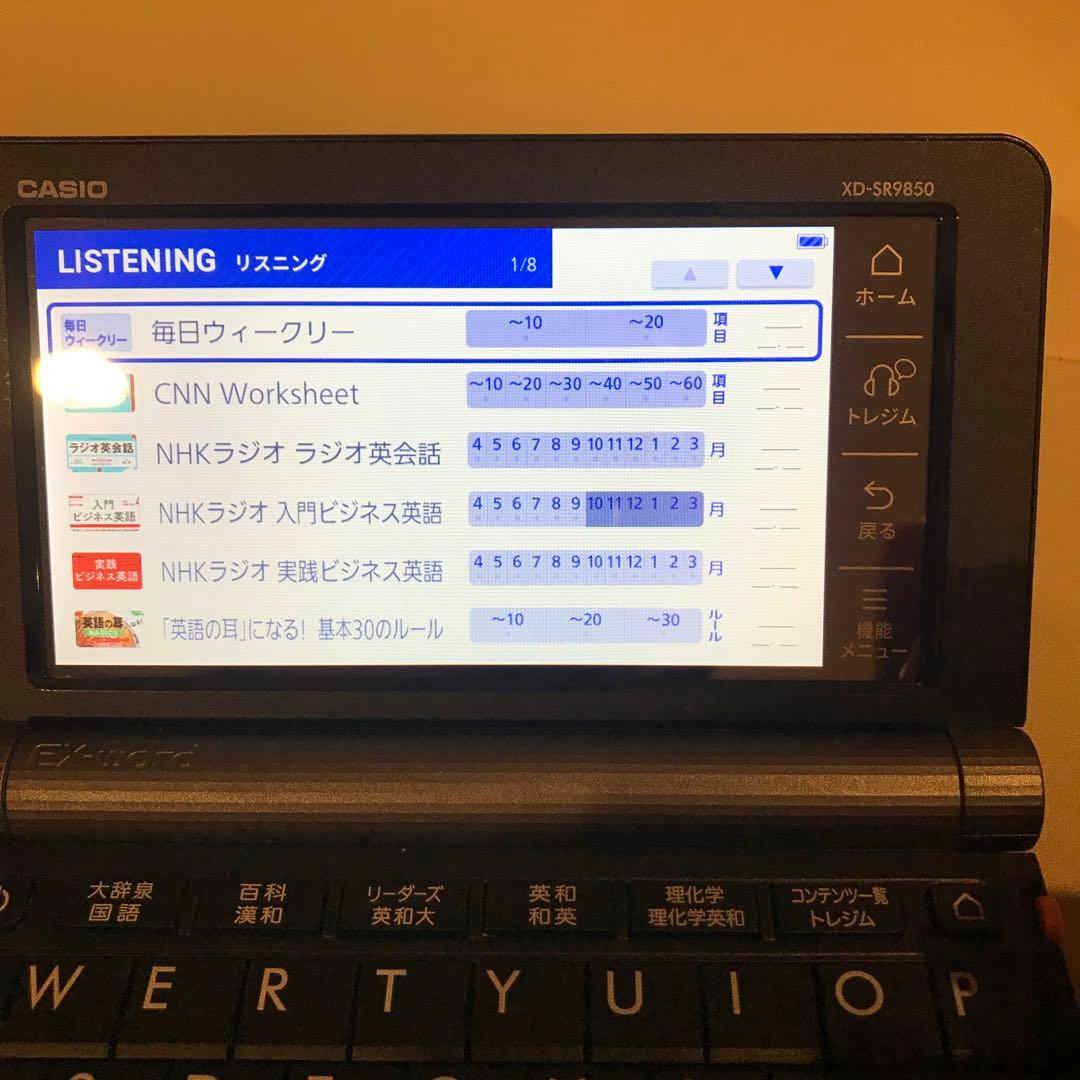 CASIO
XD-SR9850
LISTENING リスニング 1/8
▲ ▼
ホーム
トレジム
戻る
機能
メニュー
毎日
ウィークリー
毎日ウィークリー ～10 ～20 項目
CNN Worksheet ～10 ～20 ～30 ～40 ～50 ～60 項目
ラジオ英会話
NHKラジオ ラジオ英会話 4 5 6 7 8 9 10 11 12 1 2 3 月
入門
ビジネス英語
NHKラジオ 入門ビジネス英語 4 5 6 7 8 9 10 11 12 1 2 3 月
実践
ビジネス英語
NHKラジオ 実践ビジネス英語 4 5 6 7 8 9 10 11 12 1 2 3 月
英語の耳
BASICS
「英語の耳」になる! 基本30のルール ～10 ～20 ～30 ルール
EX-word
大辞泉
国語
百科
漢和
リーダーズ
英和大
英和
和英
理化学
理化学英和
コンテンツ一覧
トレジム
W E R T Y U I O P